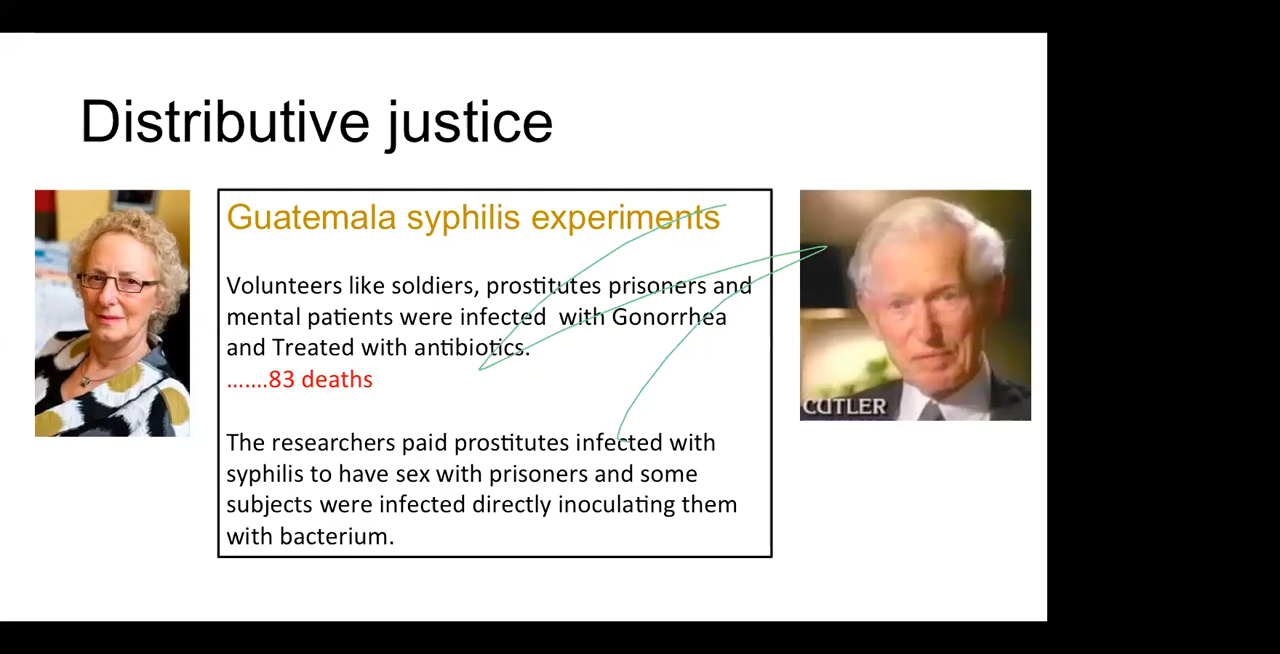 Distributive justice
Guatemala syphilis experiments
Volunteers like soldiers, prostitutes prisoners and
mental patients were infected with Gonorrhea
and Treated with antibiotics.
.......83 deaths
The researchers paid prostitutes infected with
syphilis to have sex with prisoners and some
subjects were infected directly inoculating them
with bacterium.
CUTLER